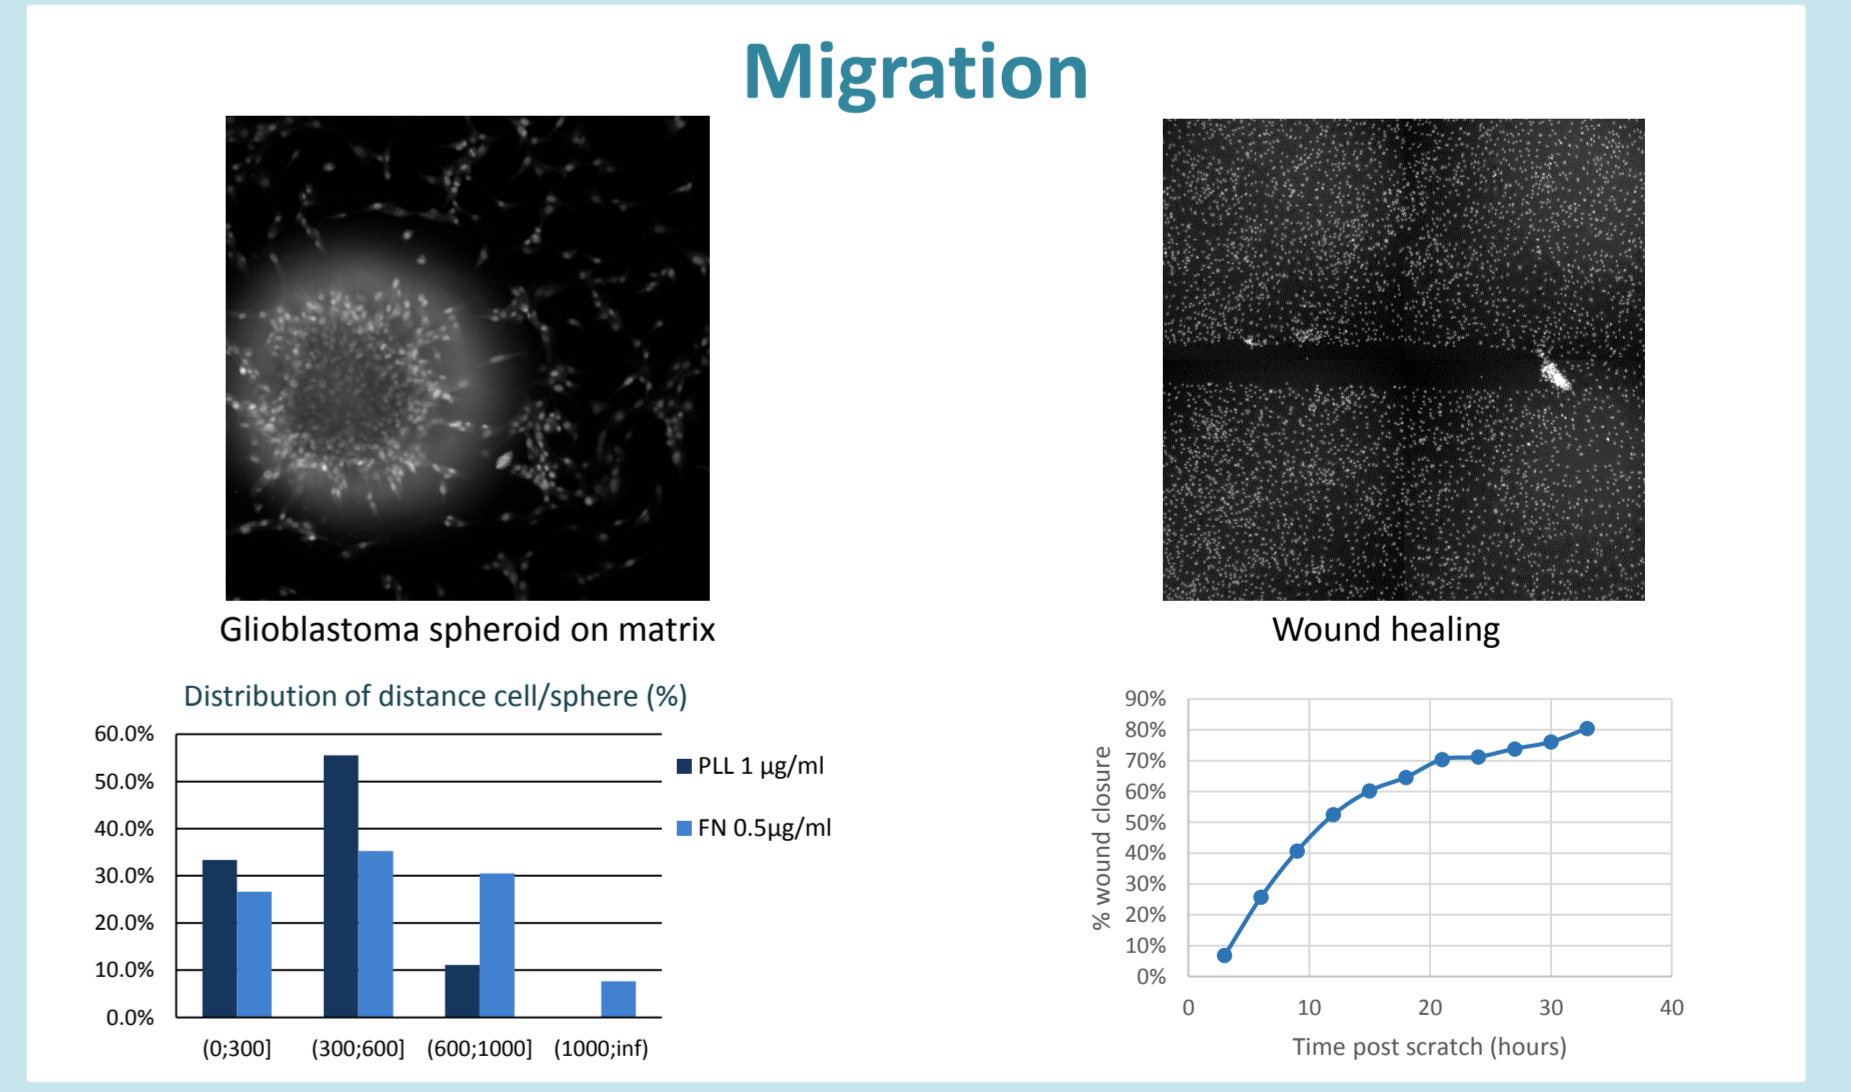 Migration
Glioblastoma spheroid on matrix
Wound healing
Distribution of distance cell/sphere (%)
60.0%
50.0%
40.0%
30.0%
20.0%
10.0%
0.0%
(0;300]
(300;600]
(600;1000]
(1000;inf)
PLL 1 μg/ml
FN 0.5μg/ml
% wound closure
90%
80%
70%
60%
50%
40%
30%
20%
10%
0%
0
10
20
30
40
Time post scratch (hours)